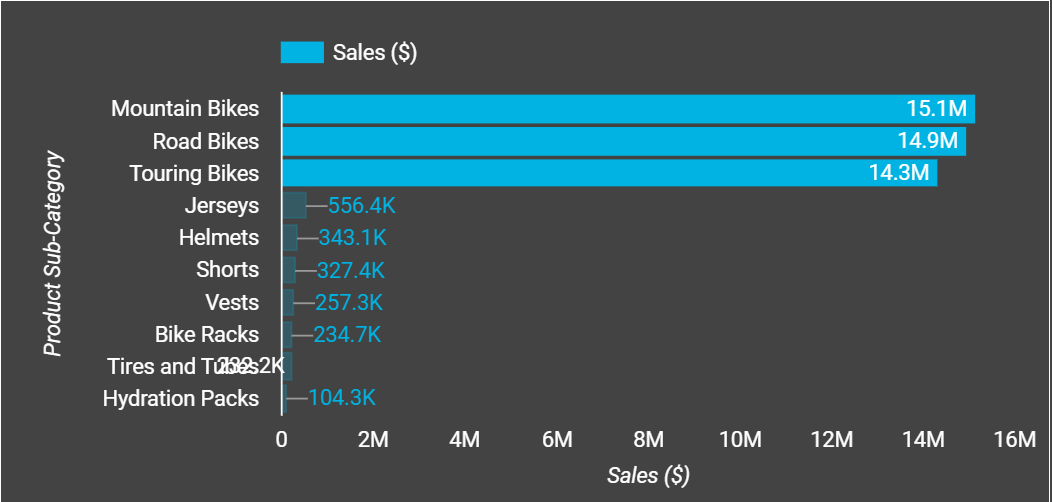 Sales ($)
Product Sub-Category
Mountain Bikes 15.1M
Road Bikes 14.9M
Touring Bikes 14.3M
Jerseys 556.4K
Helmets 343.1K
Shorts 327.4K
Vests 257.3K
Bike Racks 234.7K
Tires and Tubes 232.2K
Hydration Packs 104.3K
0 2M 4M 6M 8M 10M 12M 14M 16M
Sales ($)